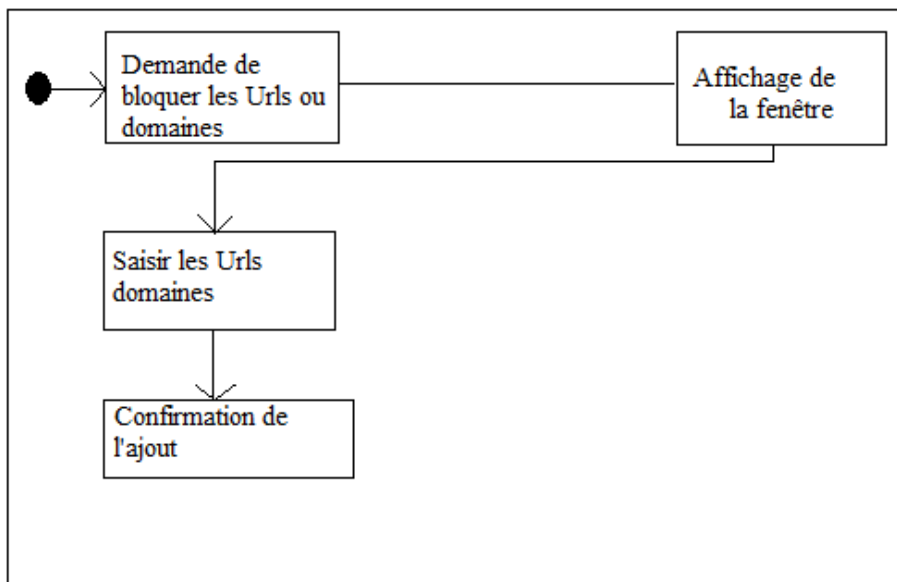 Demande de
bloquer les Urls ou
domaines
Affichage de
la fenêtre
Saisir les Urls
domaines
Confirmation de
l'ajout